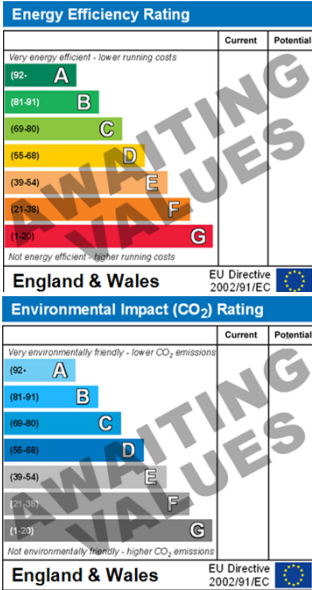 Energy Efficiency Rating
Current Potential
Very energy efficient - lower running costs
(92- A
(81-91) B
(69-80) C
(55-68) D
(39-54) E
(21-38) F
(1-20) G
Not energy efficient - higher running costs
AWAITING
VALUES
England & Wales
EU Directive
2002/91/EC
Environmental Impact (CO₂) Rating
Current Potential
Very environmentally friendly - lower CO₂ emissions
(92- A
(81-91) B
(69-80) C
(55-68) D
(39-54) E
(21-38) F
(1-20) G
Not environmentally friendly - higher CO₂ emissions
AWAITING
VALUES
England & Wales
EU Directive
2002/91/EC